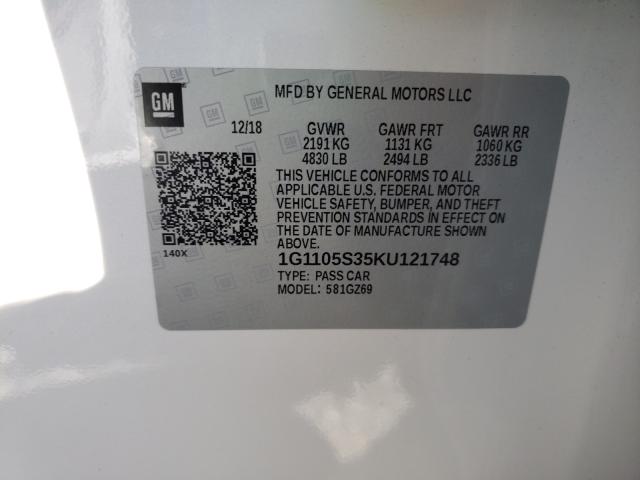 GM
MFD BY GENERAL MOTORS LLC
12/18 GVWR GAWR FRT GAWR RR
2191 KG 1131 KG 1060 KG
4830 LB 2494 LB 2336 LB
THIS VEHICLE CONFORMS TO ALL
APPLICABLE U.S. FEDERAL MOTOR
VEHICLE SAFETY, BUMPER, AND THEFT
PREVENTION STANDARDS IN EFFECT ON
THE DATE OF MANUFACTURE SHOWN
ABOVE.
140X
1G1105S35KU121748
TYPE: PASS CAR
MODEL: 581GZ69